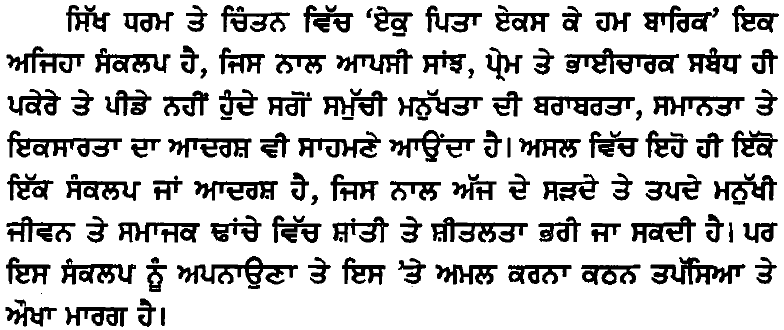 ਸਿੱਖ ਧਰਮ ਤੇ ਚਿੰਤਨ ਵਿੱਚ ‘ਏਕੁ ਪਿਤਾ ਏਕਸ ਕੇ ਹਮ ਬਾਰਿਕ’ ਇਕ
ਅਜਿਹਾ ਸੰਕਲਪ ਹੈ, ਜਿਸ ਨਾਲ ਆਪਸੀ ਸਾਂਝ, ਪ੍ਰੇਮ ਤੇ ਭਾਈਚਾਰਕ ਸਬੰਧ ਹੀ
ਪਕੇਰੇ ਤੇ ਪੀਡੇ ਨਹੀਂ ਹੁੰਦੇ ਸਗੋਂ ਸਮੁੱਚੀ ਮਨੁੱਖਤਾ ਦੀ ਬਰਾਬਰਤਾ, ਸਮਾਨਤਾ ਤੇ
ਇਕਸਾਰਤਾ ਦਾ ਆਦਰਸ਼ ਵੀ ਸਾਹਮਣੇ ਆਉਂਦਾ ਹੈ। ਅਸਲ ਵਿੱਚ ਇਹੋ ਹੀ ਇੱਕੋ
ਇੱਕ ਸੰਕਲਪ ਜਾਂ ਆਦਰਸ਼ ਹੈ, ਜਿਸ ਨਾਲ ਅੱਜ ਦੇ ਸੜਦੇ ਤੇ ਤਪਦੇ ਮਨੁੱਖੀ
ਜੀਵਨ ਤੇ ਸਮਾਜਕ ਢਾਂਚੇ ਵਿੱਚ ਸ਼ਾਂਤੀ ਤੇ ਸ਼ੀਤਲਤਾ ਭਰੀ ਜਾ ਸਕਦੀ ਹੈ। ਪਰ
ਇਸ ਸੰਕਲਪ ਨੂੰ ਅਪਨਾਉਣਾ ਤੇ ਇਸ ’ਤੇ ਅਮਲ ਕਰਨਾ ਕਠਨ ਤਪੱਸਿਆ ਤੇ
ਔਖਾ ਮਾਰਗ ਹੈ।